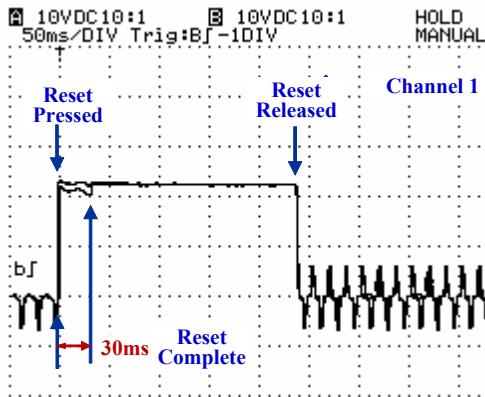 A 10VDC10:1 B 10VDC10:1 HOLD
50ms/DIV Trig:B∫-1DIV MANUAL
Reset
Pressed
Reset
Released
Channel 1
b∫
30ms
Reset
Complete